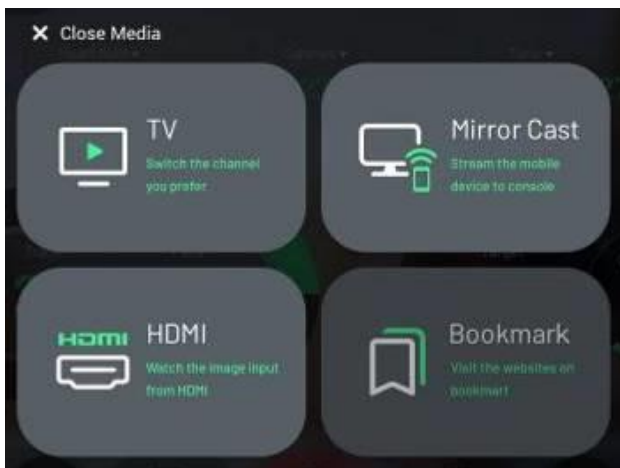 Close Media
TV
Switch the channel
you prefer
Mirror Cast
Stream the mobile
device to console
HDMI
HDMI
Watch the image input
from HDMI
Bookmark
Visit the websites on
bookmart